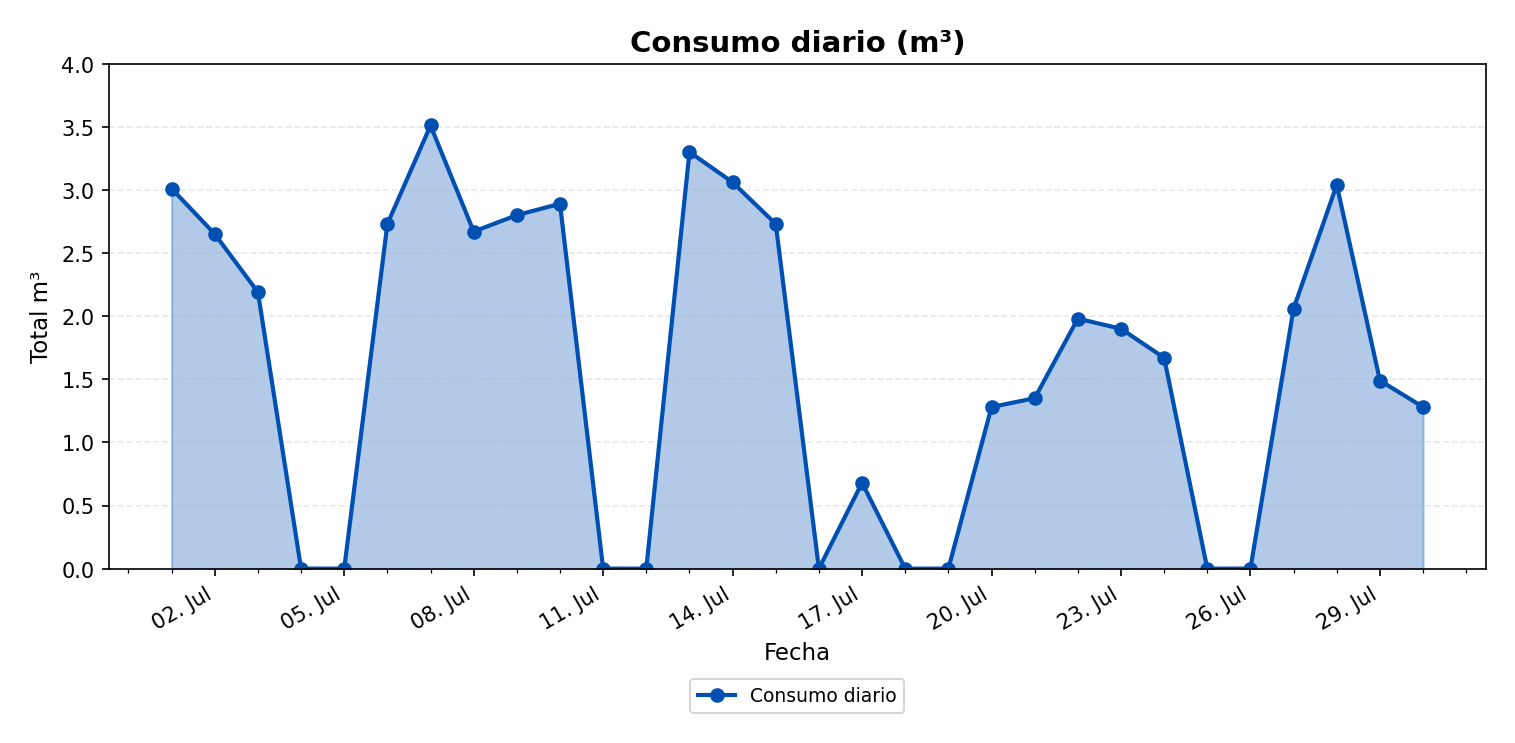 Consumo diario (m³)
Total m³
4.0
3.5
3.0
2.5
2.0
1.5
1.0
0.5
0.0
02. Jul
05. Jul
08. Jul
11. Jul
14. Jul
17. Jul
20. Jul
23. Jul
26. Jul
29. Jul
Fecha
Consumo diario